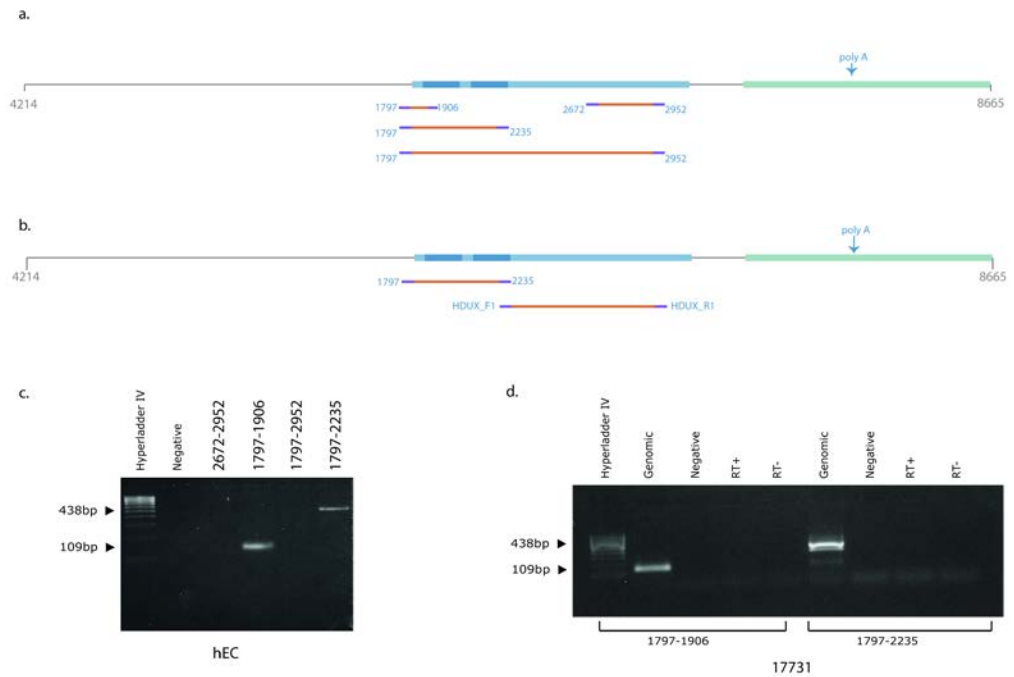 a.
poly A
4214
8665
1797
1906
2672
2952
1797
2235
1797
2952
b.
poly A
4214
8665
1797
2235
HDUX_F1
HDUX_R1
c.
Hyperladder IV
Negative
2672-2952
1797-1906
1797-2952
1797-2235
438bp
109bp
hEC
d.
Hyperladder IV
Genomic
Negative
RT+
RT-
Genomic
Negative
RT+
RT-
438bp
109bp
1797-1906
1797-2235
17731